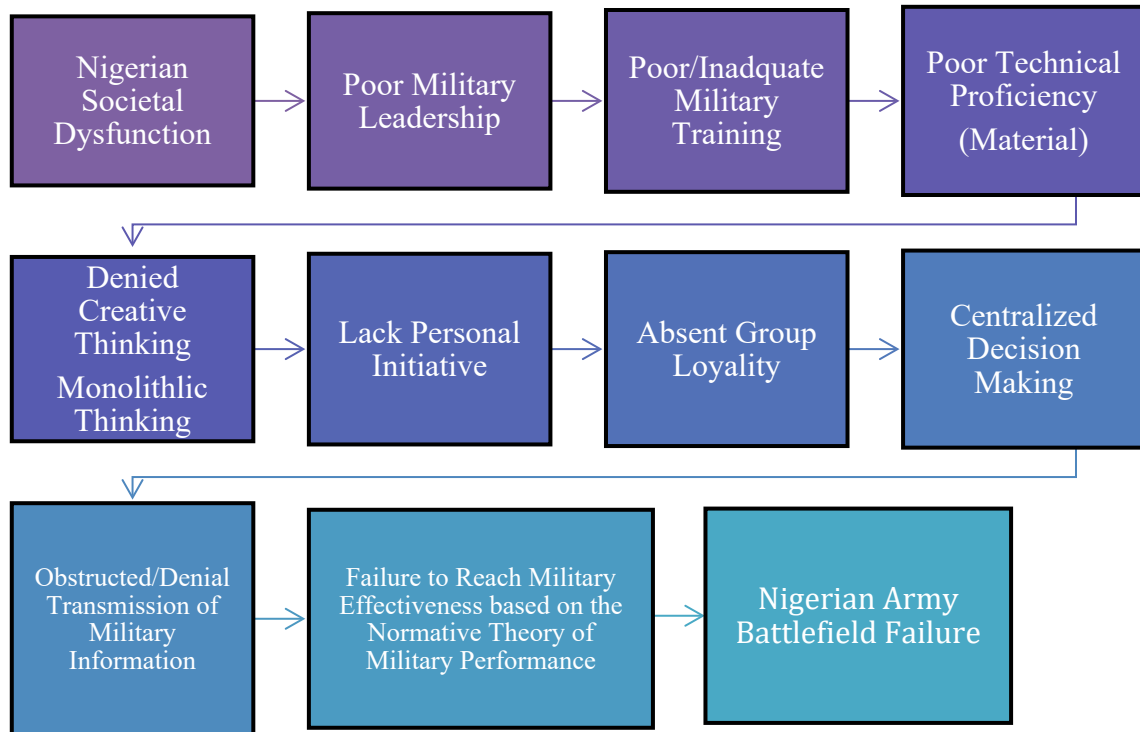 Nigerian
Societal
Dysfunction
Poor Military
Leadership
Poor/Inadquate
Military
Training
Poor Technical
Proficiency
(Material)
Denied
Creative
Thinking
Monolithlic
Thinking
Lack Personal
Initiative
Absent Group
Loyality
Centralized
Decision
Making
Obstructed/Denial
Transmission of
Military
Information
Failure to Reach Military
Effectiveness based on the
Normative Theory of
Military Performance
Nigerian Army
Battlefield Failure